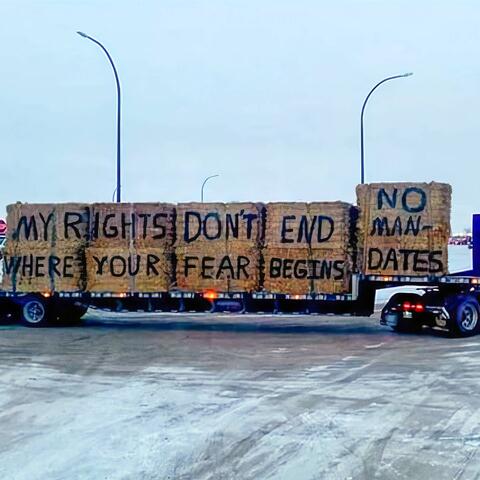 MY RIGHTS DON'T END
WHERE YOUR FEAR BEGINS
NO
MAN-
DATES